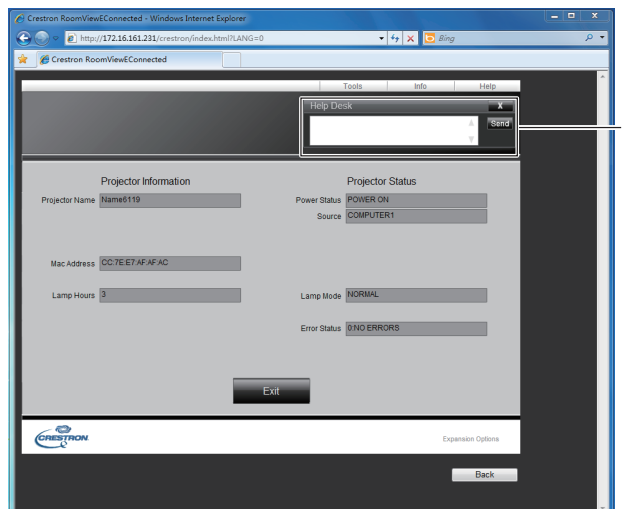 Crestron RoomViewEConnected - Windows Internet Explorer
http://172.16.161.231/crestron/index.html?LANG=0
Bing
Crestron RoomViewEConnected
Tools Info Help
Help Desk X
Send
Projector Information Projector Status
Projector Name Name6119 Power Status POWER ON
Source COMPUTER1
Mac Address CC:7E:E7:AF:AF:AC
Lamp Hours 3 Lamp Mode NORMAL
Error Status 0:NO ERRORS
Exit
CRESTRON Expansion Options
Back